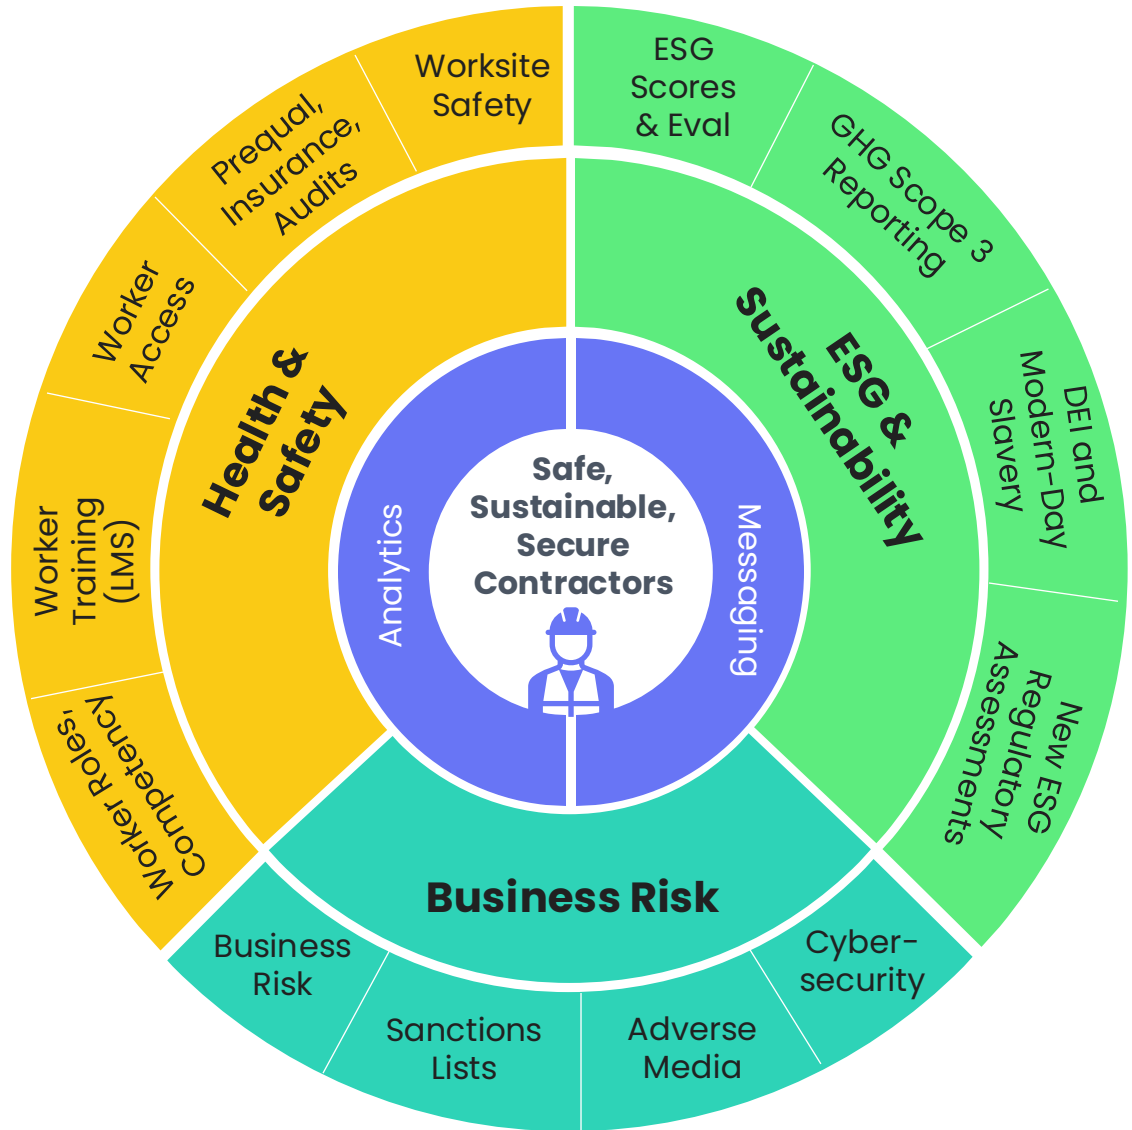 Worksite
Safety
Prequal,
Insurance,
Audits
Worker
Access
Worker
Training
(LMS)
Worker Roles,
Competency
Health &
Safety
ESG
Scores
& Eval
GHG Scope 3
Reporting
DEI and
Modern-Day
Slavery
New ESG
Regulatory
Assessments
ESG &
Sustainability
Analytics
Messaging
Safe,
Sustainable,
Secure
Contractors
Business Risk
Business
Risk
Sanctions
Lists
Adverse
Media
Cyber-
security